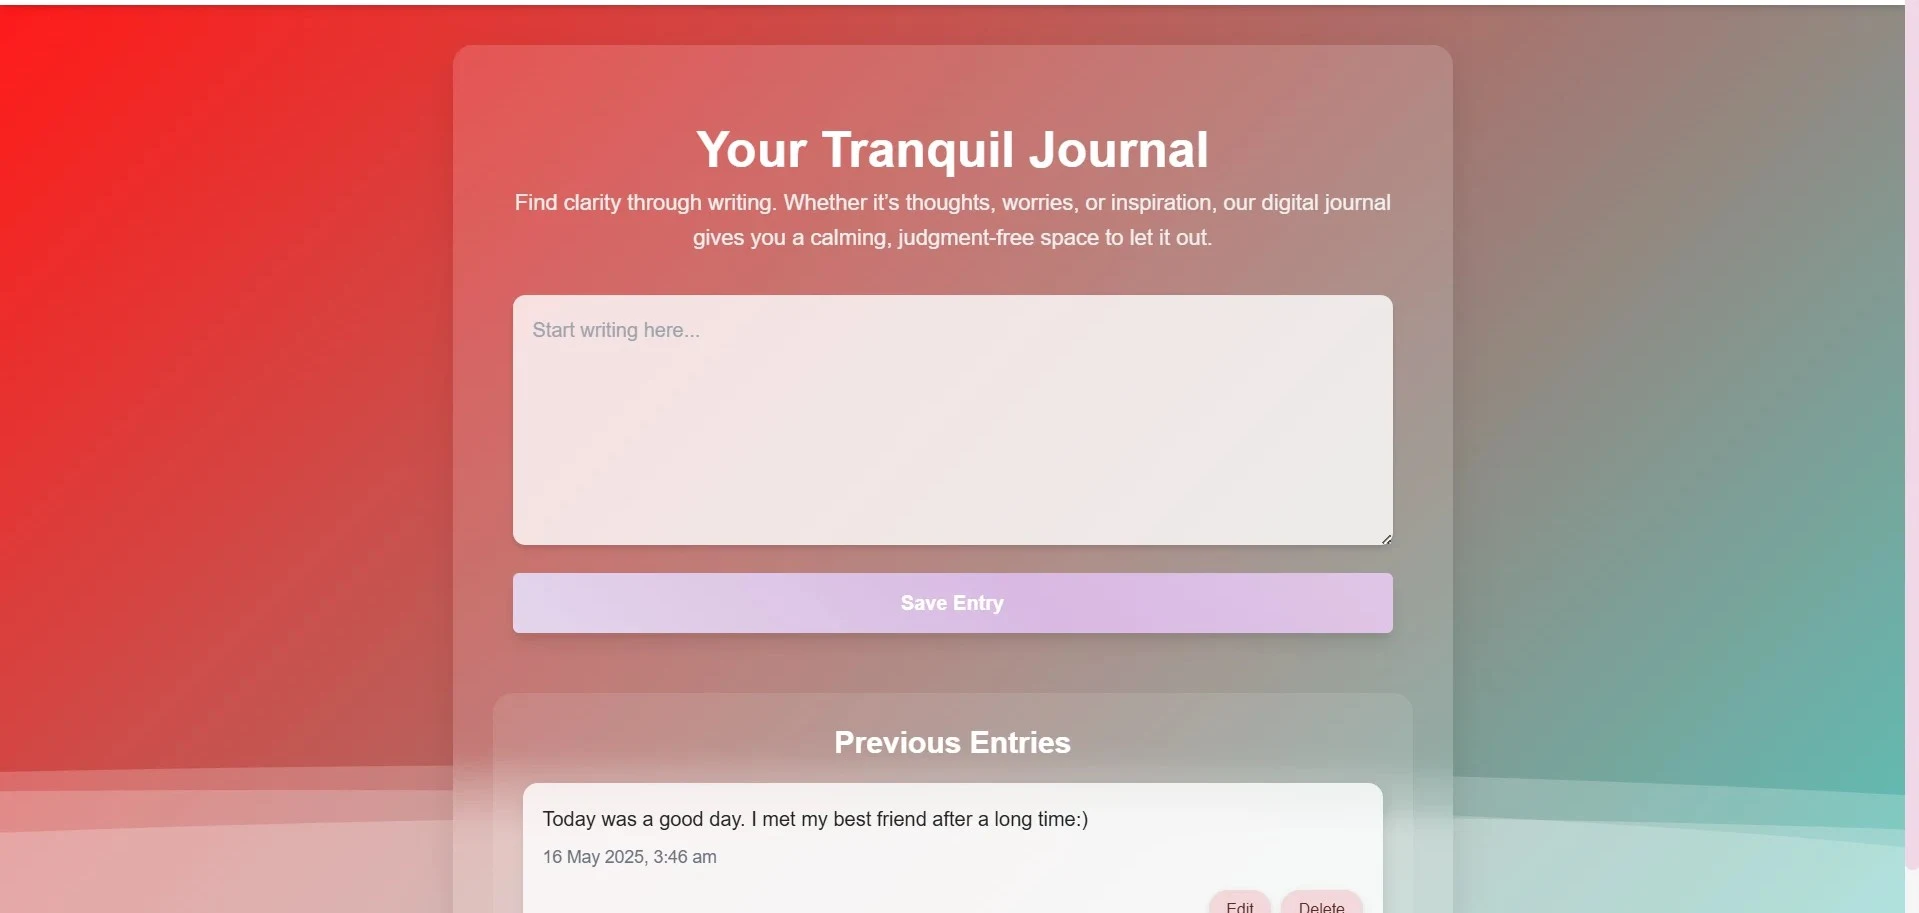 Your Tranquil Journal
Find clarity through writing. Whether it’s thoughts, worries, or inspiration, our digital journal
gives you a calming, judgment-free space to let it out.
Start writing here...
Save Entry
Previous Entries
Today was a good day. I met my best friend after a long time:)
16 May 2025, 3:46 am
Edit Delete